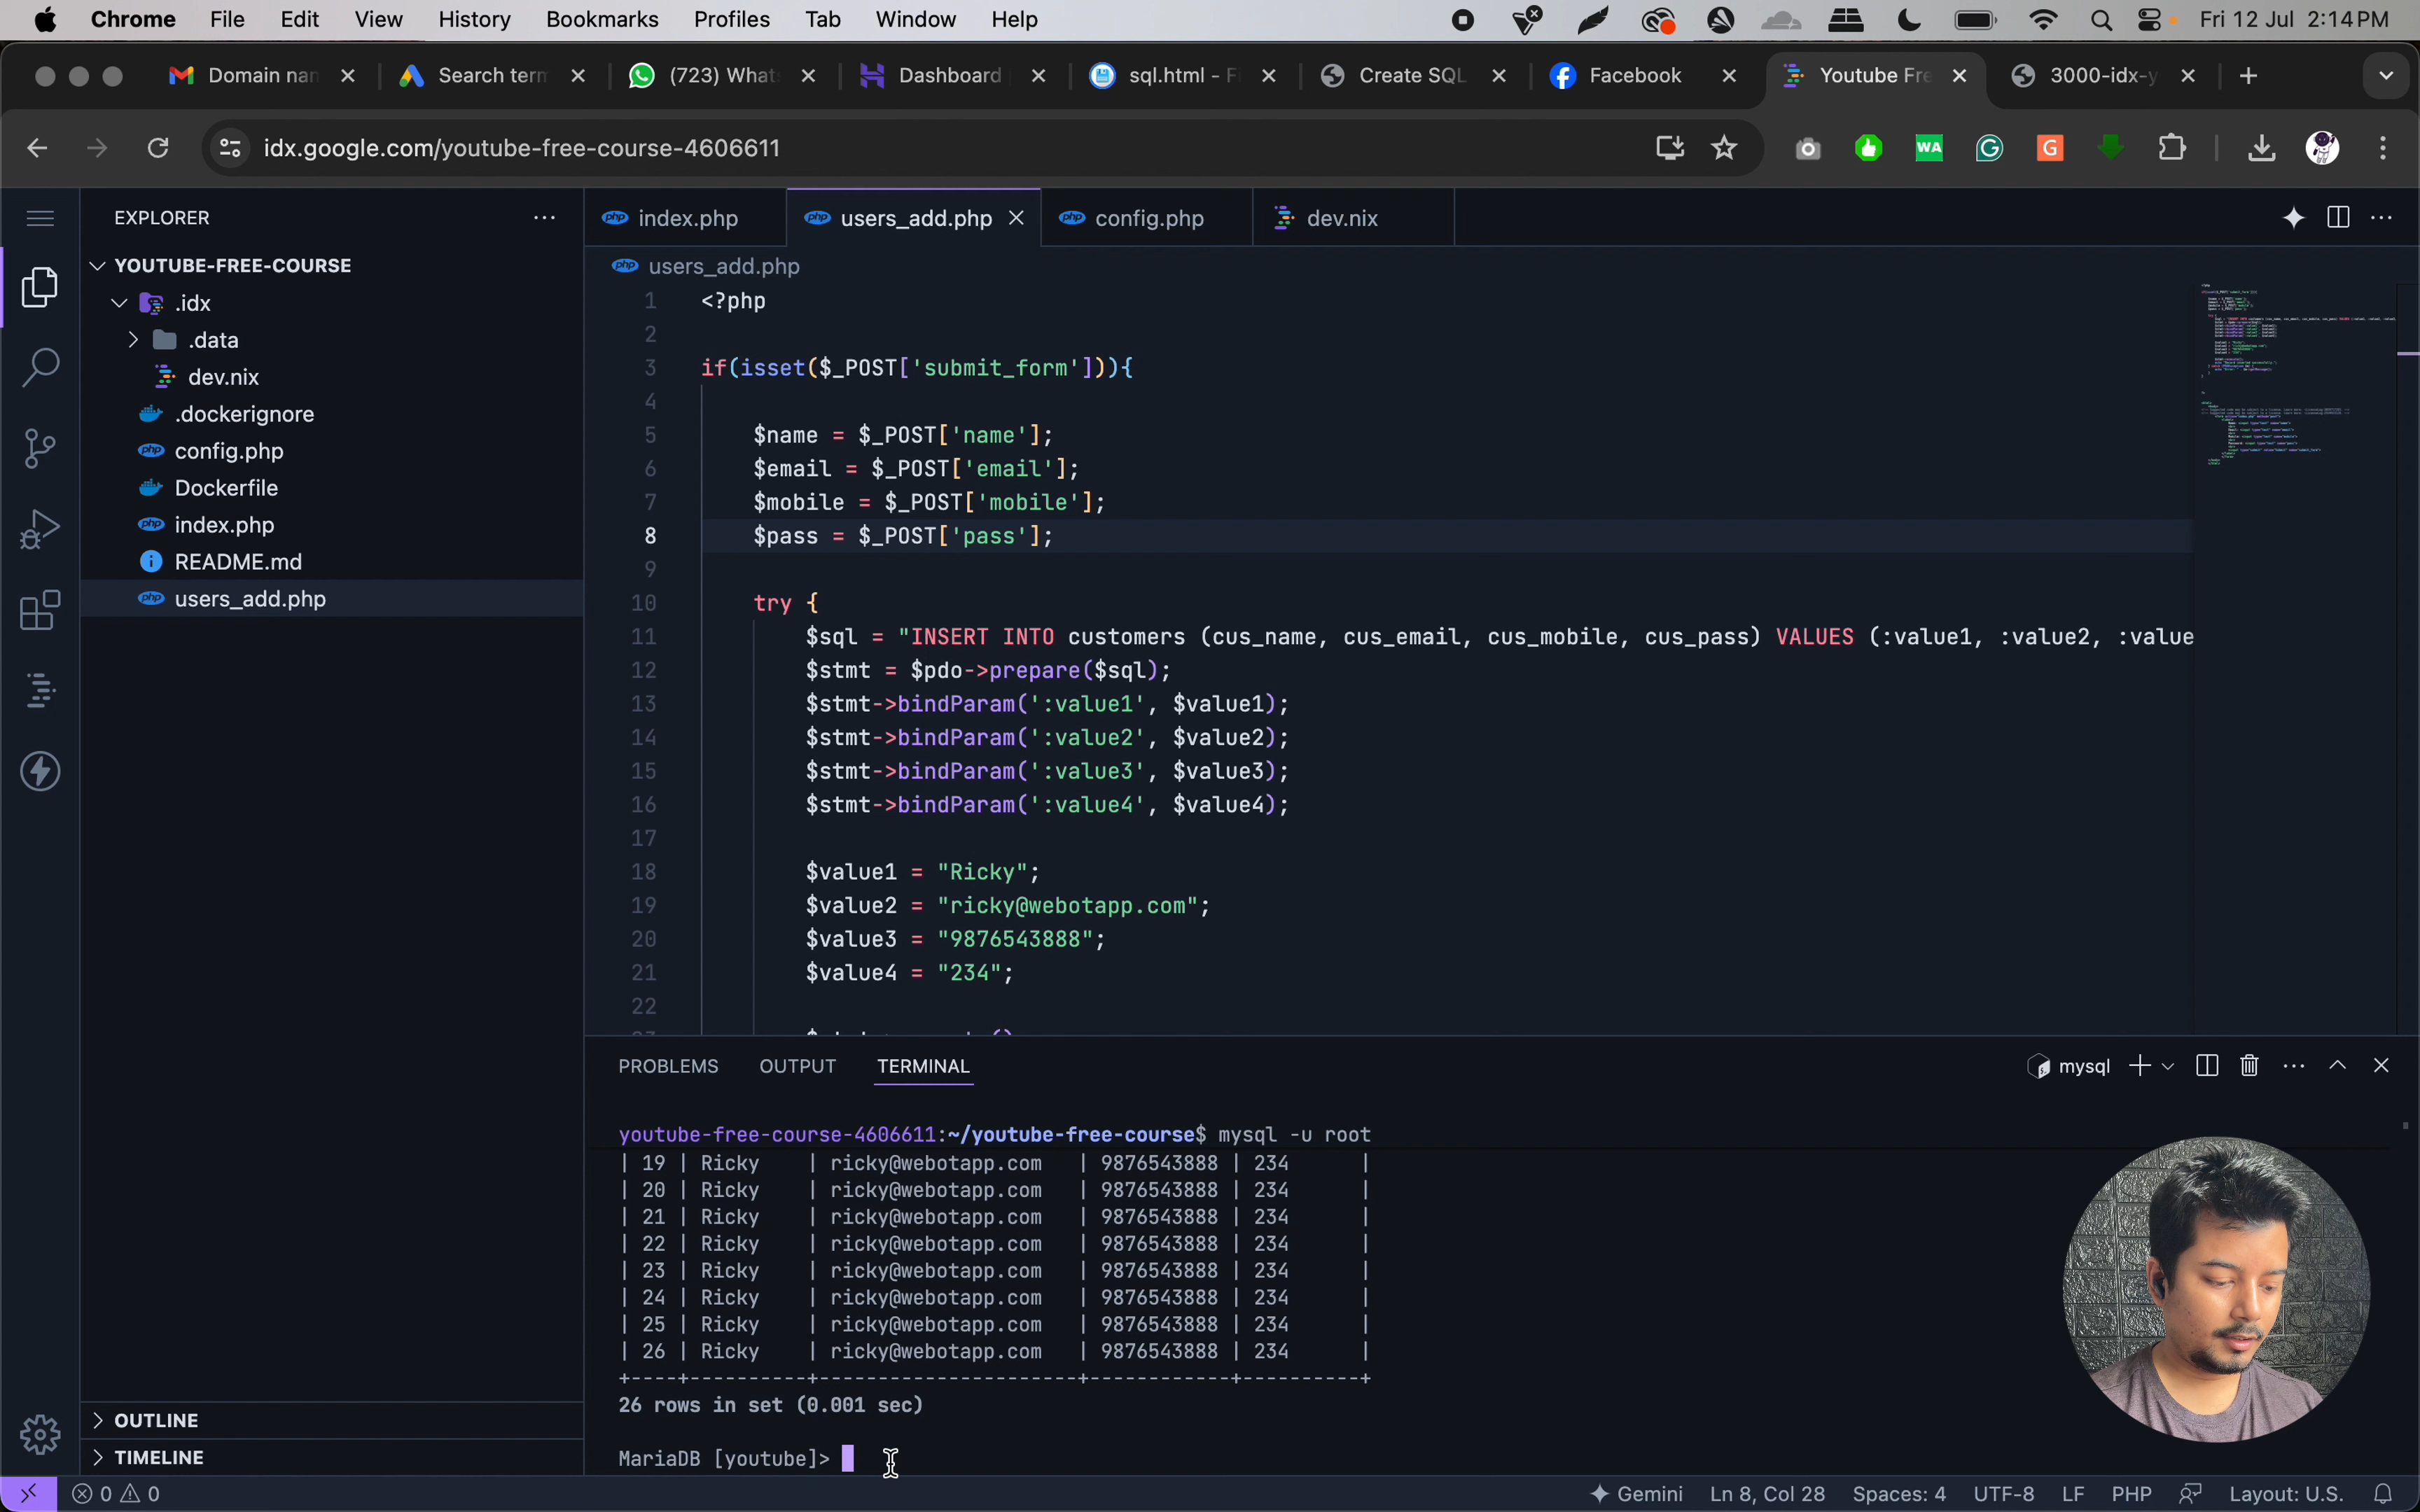 Chrome File Edit View History Bookmarks Profiles Tab Window Help Fri 12 Jul 2:14 PM
Domain nan Search term (723) What Dashboard sql.html - F Create SQL Facebook Youtube Fre 3000-idx-y
idx.google.com/youtube-free-course-4606611
WA G
EXPLORER
index.php users_add.php config.php dev.nix
YOUTUBE-FREE-COURSE
.idx
.data
dev.nix
.dockerignore
config.php
Dockerfile
index.php
README.md
users_add.php
OUTLINE
TIMELINE
php users_add.php
1 <?php
2
3 if(isset($_POST['submit_form'])){
4
5 $name = $_POST['name'];
6 $email = $_POST['email'];
7 $mobile = $_POST['mobile'];
8 $pass = $_POST['pass'];
9
10 try {
11 $sql = "INSERT INTO customers (cus_name, cus_email, cus_mobile, cus_pass) VALUES (:value1, :value2, :value
12 $stmt = $pdo->prepare($sql);
13 $stmt->bindParam(':value1', $value1);
14 $stmt->bindParam(':value2', $value2);
15 $stmt->bindParam(':value3', $value3);
16 $stmt->bindParam(':value4', $value4);
17
18 $value1 = "Ricky";
19 $value2 = "ricky@webotapp.com";
20 $value3 = "9876543888";
21 $value4 = "234";
22
PROBLEMS OUTPUT TERMINAL mysql
youtube-free-course-4606611:~/youtube-free-course$ mysql -u root
| 19 | Ricky | ricky@webotapp.com | 9876543888 | 234 |
| 20 | Ricky | ricky@webotapp.com | 9876543888 | 234 |
| 21 | Ricky | ricky@webotapp.com | 9876543888 | 234 |
| 22 | Ricky | ricky@webotapp.com | 9876543888 | 234 |
| 23 | Ricky | ricky@webotapp.com | 9876543888 | 234 |
| 24 | Ricky | ricky@webotapp.com | 9876543888 | 234 |
| 25 | Ricky | ricky@webotapp.com | 9876543888 | 234 |
| 26 | Ricky | ricky@webotapp.com | 9876543888 | 234 |
+----+----------+----------------------+------------+----------+
26 rows in set (0.001 sec)
MariaDB [youtube]>
0 0 Gemini Ln 8, Col 28 Spaces: 4 UTF-8 LF PHP Layout: U.S.